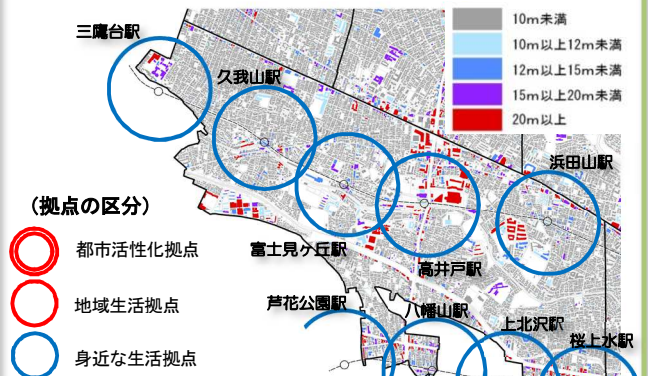 三鷹台駅
久我山駅
10m未満
10m以上12m未満
12m以上15m未満
15m以上20m未満
20m以上
浜田山駅
（拠点の区分）
都市活性化拠点
地域生活拠点
身近な生活拠点
富士見ヶ丘駅
高井戸駅
芦花公園駅
八幡山駅
上北沢駅
桜上水駅